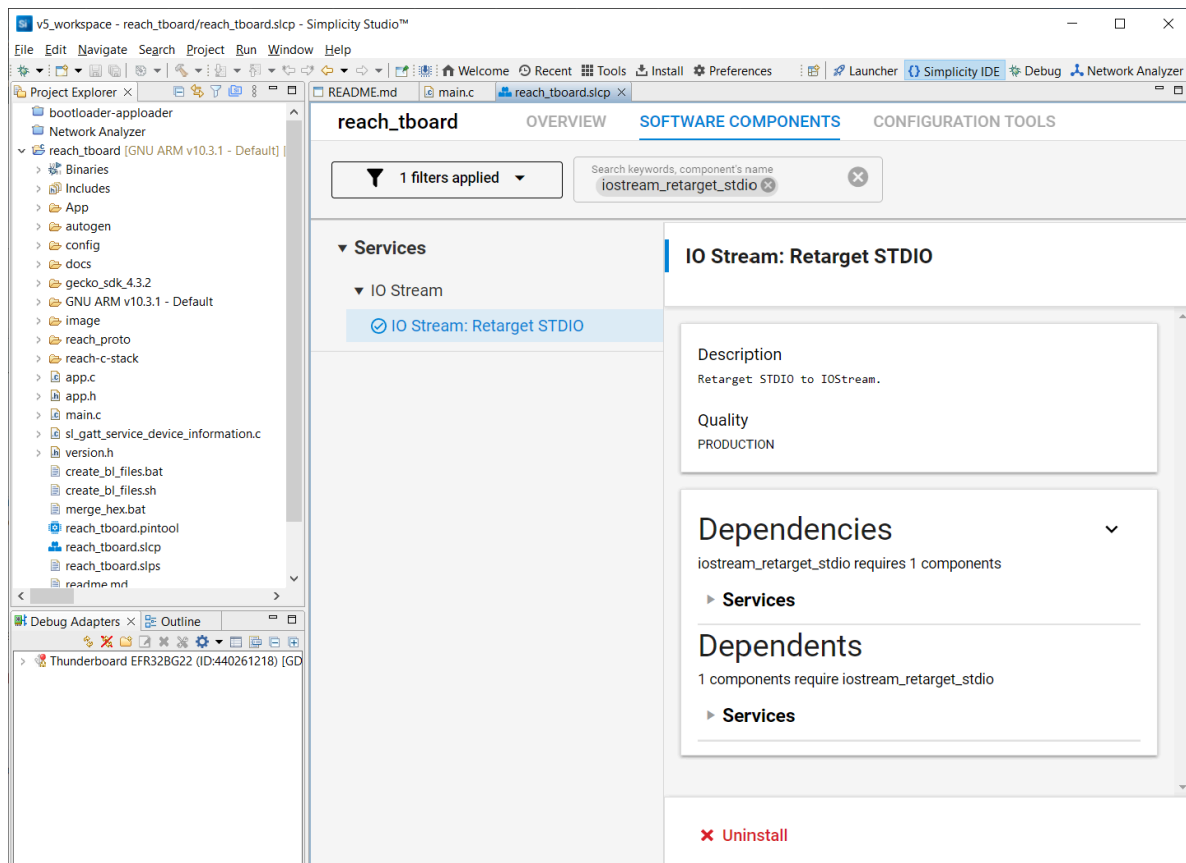 v5_workspace - reach_tboard/reach_tboard.slcp - Simplicity Studio™
File Edit Navigate Search Project Run Window Help
Welcome Recent Tools Install Preferences Launcher {} Simplicity IDE Debug Network Analyzer
Project Explorer
README.md main.c reach_tboard.slcp
bootloader-apploader
Network Analyzer
reach_tboard [GNU ARM v10.3.1 - Default]
Binaries
Includes
App
autogen
config
docs
gecko_sdk_4.3.2
GNU ARM v10.3.1 - Default
image
reach_proto
reach-c-stack
app.c
app.h
main.c
sl_gatt_service_device_information.c
version.h
create_bl_files.bat
create_bl_files.sh
merge_hex.bat
reach_tboard.pintool
reach_tboard.slcp
reach_tboard.slps
readme.md
Debug Adapters Outline
Thunderboard EFR32BG22 (ID:440261218) [GD
reach_tboard OVERVIEW SOFTWARE COMPONENTS CONFIGURATION TOOLS
1 filters applied
Search keywords, component's name
iostream_retarget_stdio
Services
IO Stream
IO Stream: Retarget STDIO
IO Stream: Retarget STDIO
Description
Retarget STDIO to IOStream.
Quality
PRODUCTION
Dependencies
iostream_retarget_stdio requires 1 components
Services
Dependents
1 components require iostream_retarget_stdio
Services
Uninstall